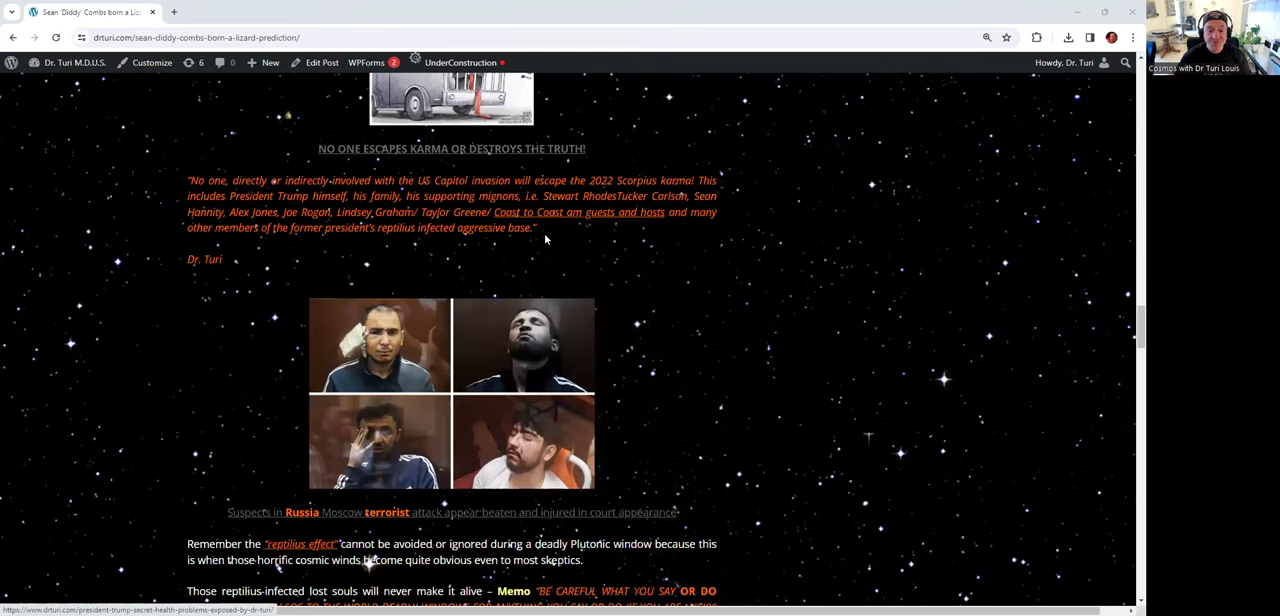 Sean 'Diddy' Combs born a Liz
drturi.com/sean-diddy-combs-born-a-lizard-prediction/
Dr. Turi M.D.U.S. Customize 6 0 New Edit Post WPForms 2 UnderConstruction Howdy, Dr. Turi
Cosmos with Dr Turi Louis
NO ONE ESCAPES KARMA OR DESTROYS THE TRUTH!
"No one, directly or indirectly involved with the US Capitol invasion will escape the 2022 Scorpius karma! This
includes President Trump himself, his family, his supporting mignons, i.e. Stewart RhodesTucker Carlson, Sean
Hannity, Alex Jones, Joe Rogan, Lindsey Graham/ Taylor Greene/ Coast to Coast am guests and hosts and many
other members of the former president's reptilius infected aggressive base."
Dr. Turi
Suspects in Russia Moscow terrorist attack appear beaten and injured in court appearance
Remember the "reptilius effect" cannot be avoided or ignored during a deadly Plutonic window because this
is when those horrific cosmic winds become quite obvious even to most skeptics.
Those reptilius-infected lost souls will never make it alive – Memo "BE CAREFUL WHAT YOU SAY OR DO
https://www.drturi.com/president-trump-secret-health-problems-exposed-by-dr-turi/